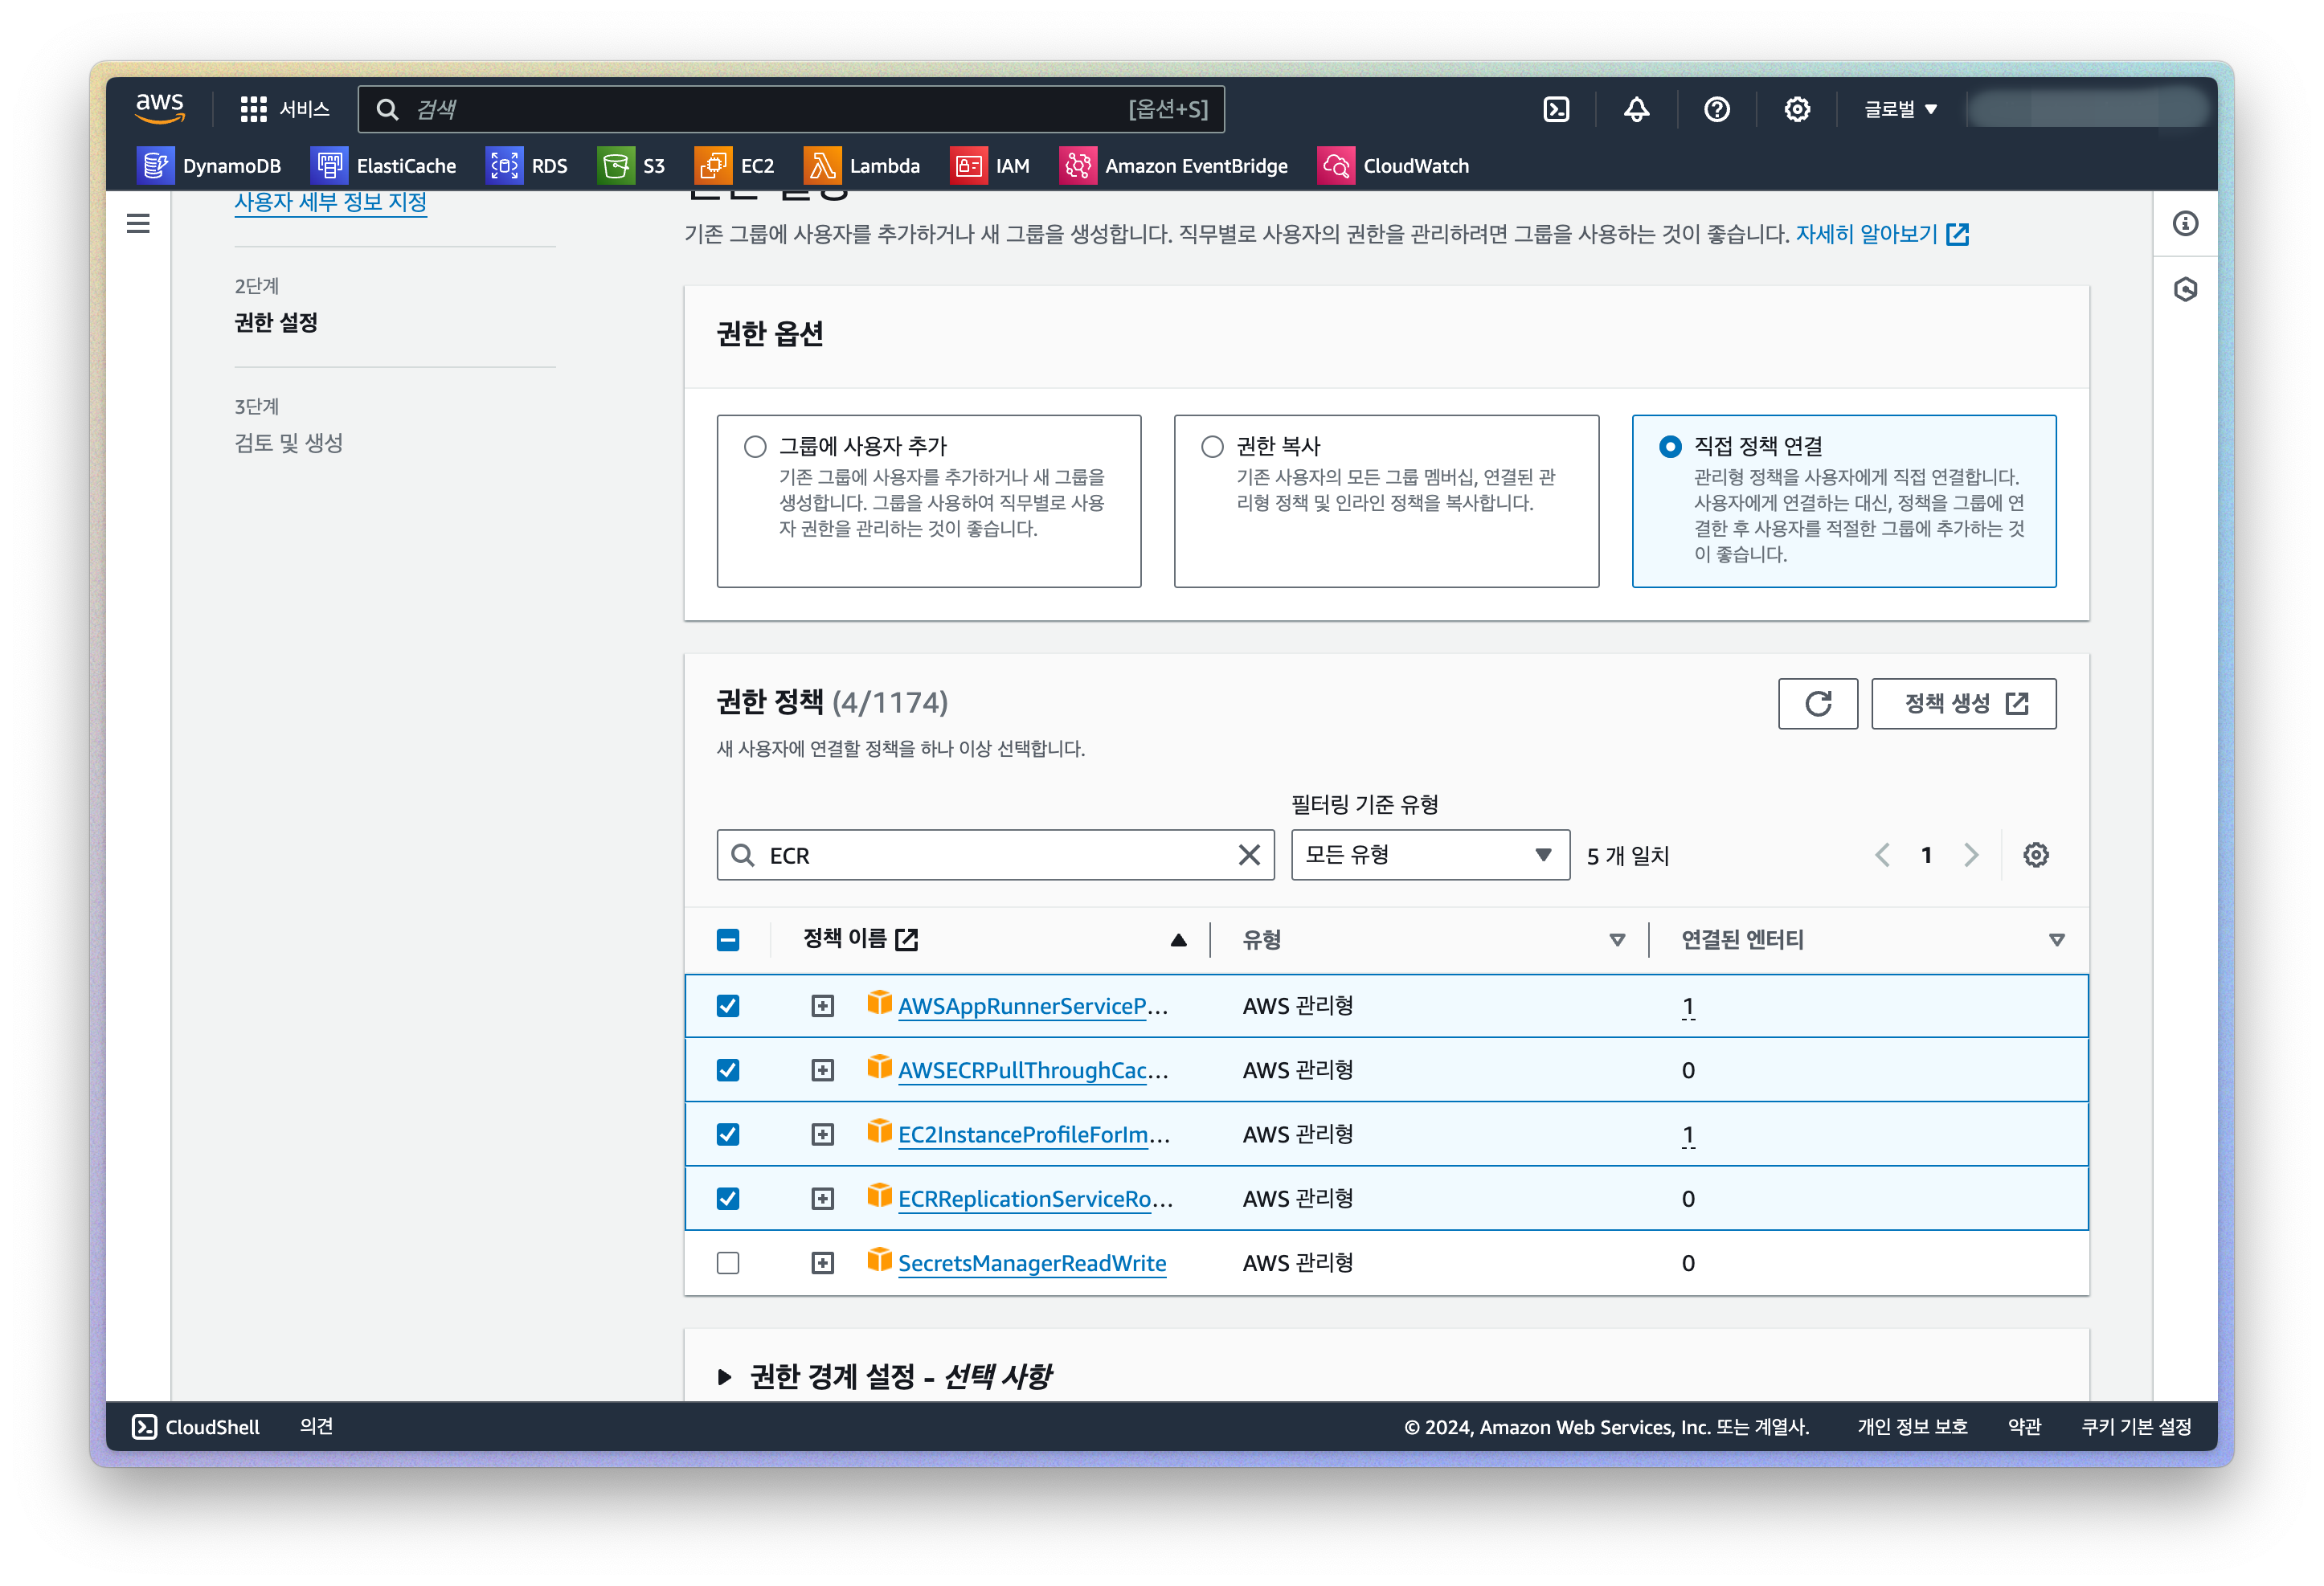 aws
서비스
검색
[옵션+S]
글로벌
DynamoDB
ElastiCache
RDS
S3
EC2
Lambda
IAM
Amazon EventBridge
CloudWatch
사용자 세부 정보 지정
2단계
권한 설정
3단계
검토 및 생성
권한 설정
기존 그룹에 사용자를 추가하거나 새 그룹을 생성합니다. 직무별로 사용자의 권한을 관리하려면 그룹을 사용하는 것이 좋습니다. 자세히 알아보기
권한 옵션
그룹에 사용자 추가
기존 그룹에 사용자를 추가하거나 새 그룹을
생성합니다. 그룹을 사용하여 직무별로 사용
자 권한을 관리하는 것이 좋습니다.
권한 복사
기존 사용자의 모든 그룹 멤버십, 연결된 관
리형 정책 및 인라인 정책을 복사합니다.
직접 정책 연결
관리형 정책을 사용자에게 직접 연결합니다.
사용자에게 연결하는 대신, 정책을 그룹에 연
결한 후 사용자를 적절한 그룹에 추가하는 것
이 좋습니다.
권한 정책 (4/1174)
정책 생성
새 사용자에 연결할 정책을 하나 이상 선택합니다.
필터링 기준 유형
ECR
모든 유형
5 개 일치
1
정책 이름
유형
연결된 엔터티
AWSAppRunnerServiceP... AWS 관리형 1
AWSECRPullThroughCac... AWS 관리형 0
EC2InstanceProfileForIm... AWS 관리형 1
ECRReplicationServiceRo... AWS 관리형 0
SecretsManagerReadWrite AWS 관리형 0
권한 경계 설정 - 선택 사항
CloudShell
의견
© 2024, Amazon Web Services, Inc. 또는 계열사.
개인 정보 보호
약관
쿠키 기본 설정